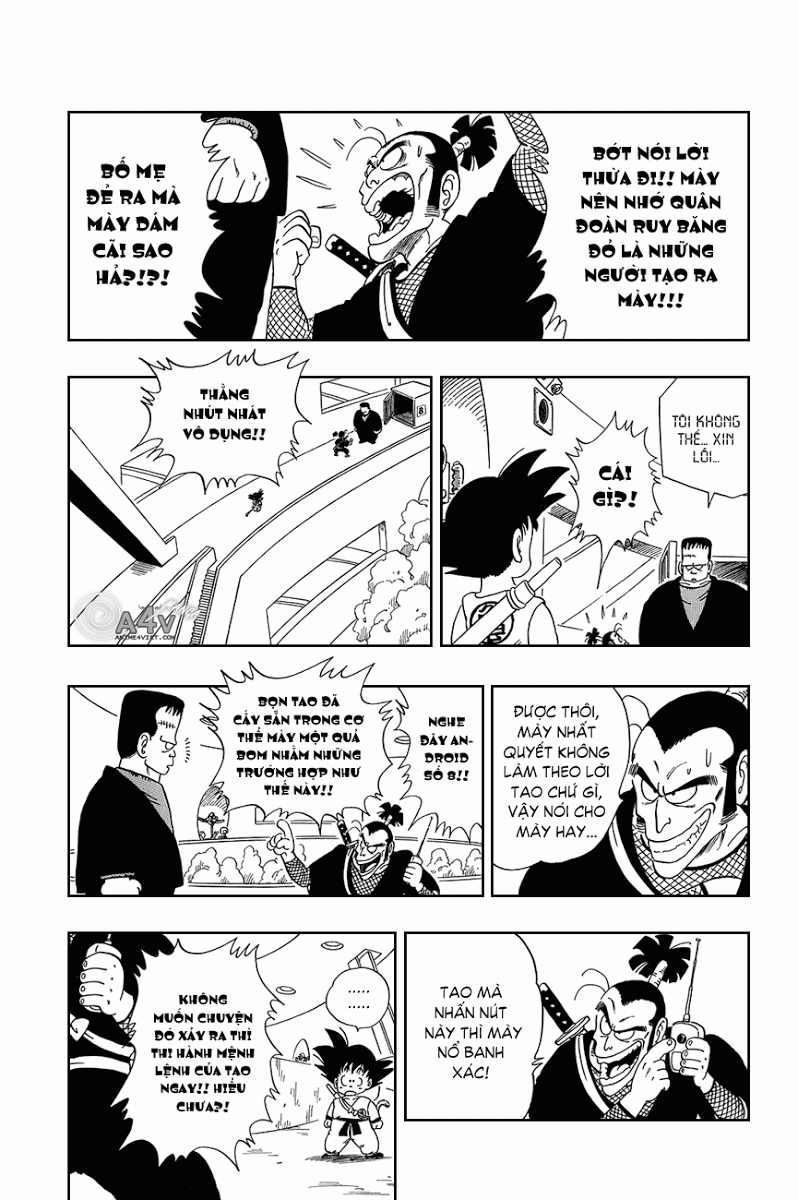 BỚT NÓI LỜI
THỪA ĐI!! MÀY
NÊN NHỚ QUÂN
ĐOÀN RUY BĂNG
ĐỎ LÀ NHỮNG
NGƯỜI TẠO RA
MÀY!!!
BỐ MẸ
ĐẺ RA MÀ
MÀY DÁM
CÃI SAO
HẢ?!?!
TÔI KHÔNG
THỂ... XIN
LỖI...
CÁI
GÌ?!
THẰNG
NHÚT NHÁT
VÔ DỤNG!!
8
A4V
ANIME4VIET.COM
ĐƯỢC THÔI,
MÀY NHẤT
QUYẾT KHÔNG
LÀM THEO LỜI
TAO CHỨ GÌ,
VẬY NÓI CHO
MÀY HAY...
NGHE
ĐÂY AN-
DROID
SỐ 8!!
BỌN TAO ĐÃ
CẤY SẴN TRONG CƠ
THỂ MÀY MỘT QUẢ
BOM NHẰM NHỮNG
TRƯỜNG HỢP NHƯ
THẾ NÀY!!
TAO MÀ
NHẤN NÚT
NÀY THÌ MÀY
NỔ BANH
XÁC!
......
......
KHÔNG
MUỐN CHUYỆN
ĐÓ XẢY RA THÌ
THI HÀNH MỆNH
LỆNH CỦA TAO
NGAY!! HIỂU
CHƯA?!